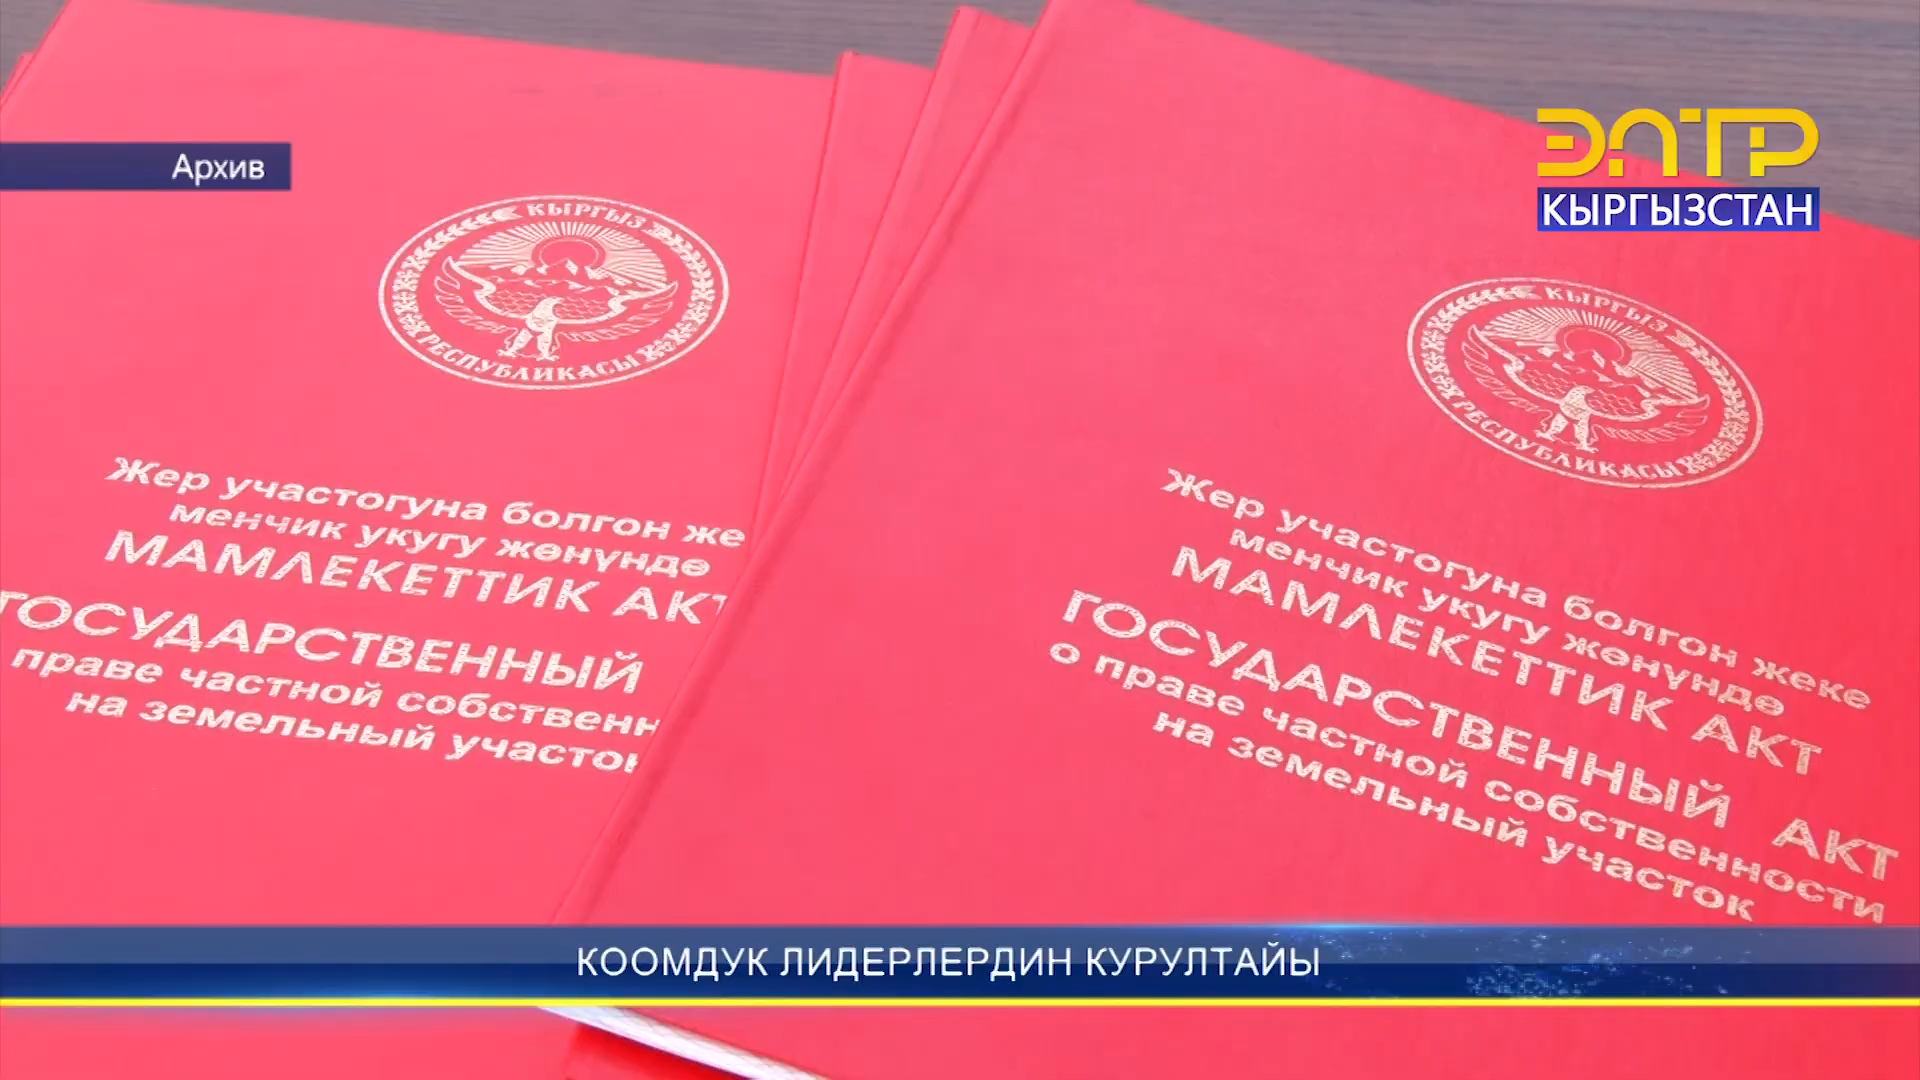 Архив
ЭЛТР
КЫРГЫЗСТАН
КЫРГЫЗ
РЕСПУБЛИКАСЫ
Жер участогуна болгон же
менчик укугу жөнүндө
МАМЛЕКЕТТИК АКТ
ГОСУДАРСТВЕННЫЙ
праве частной собственн
на земельный участок
КЫРГЫЗ
РЕСПУБЛИКАСЫ
Жер участогуна болгон жеке
менчик укугу жөнүндө
МАМЛЕКЕТТИК АКТ
ГОСУДАРСТВЕННЫЙ АКТ
о праве частной собственности
на земельный участок
КООМДУК ЛИДЕРЛЕРДИН КУРУЛТАЙЫ